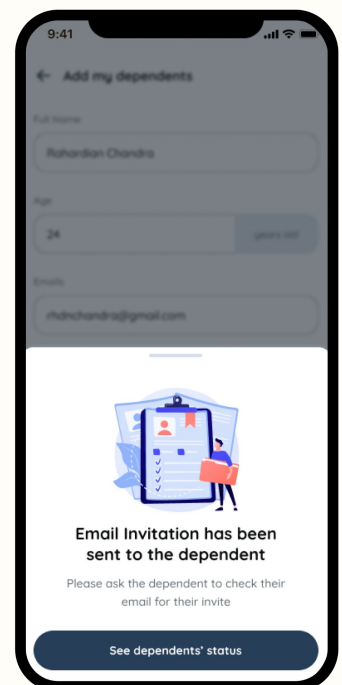 9:41
Add my dependents
Full Name
Rahardian Chandra
Age
24
years old
Emails
rhdnchandra@gmail.com
Email Invitation has been
sent to the dependent
Please ask the dependent to check their
email for their invite
See dependents' status